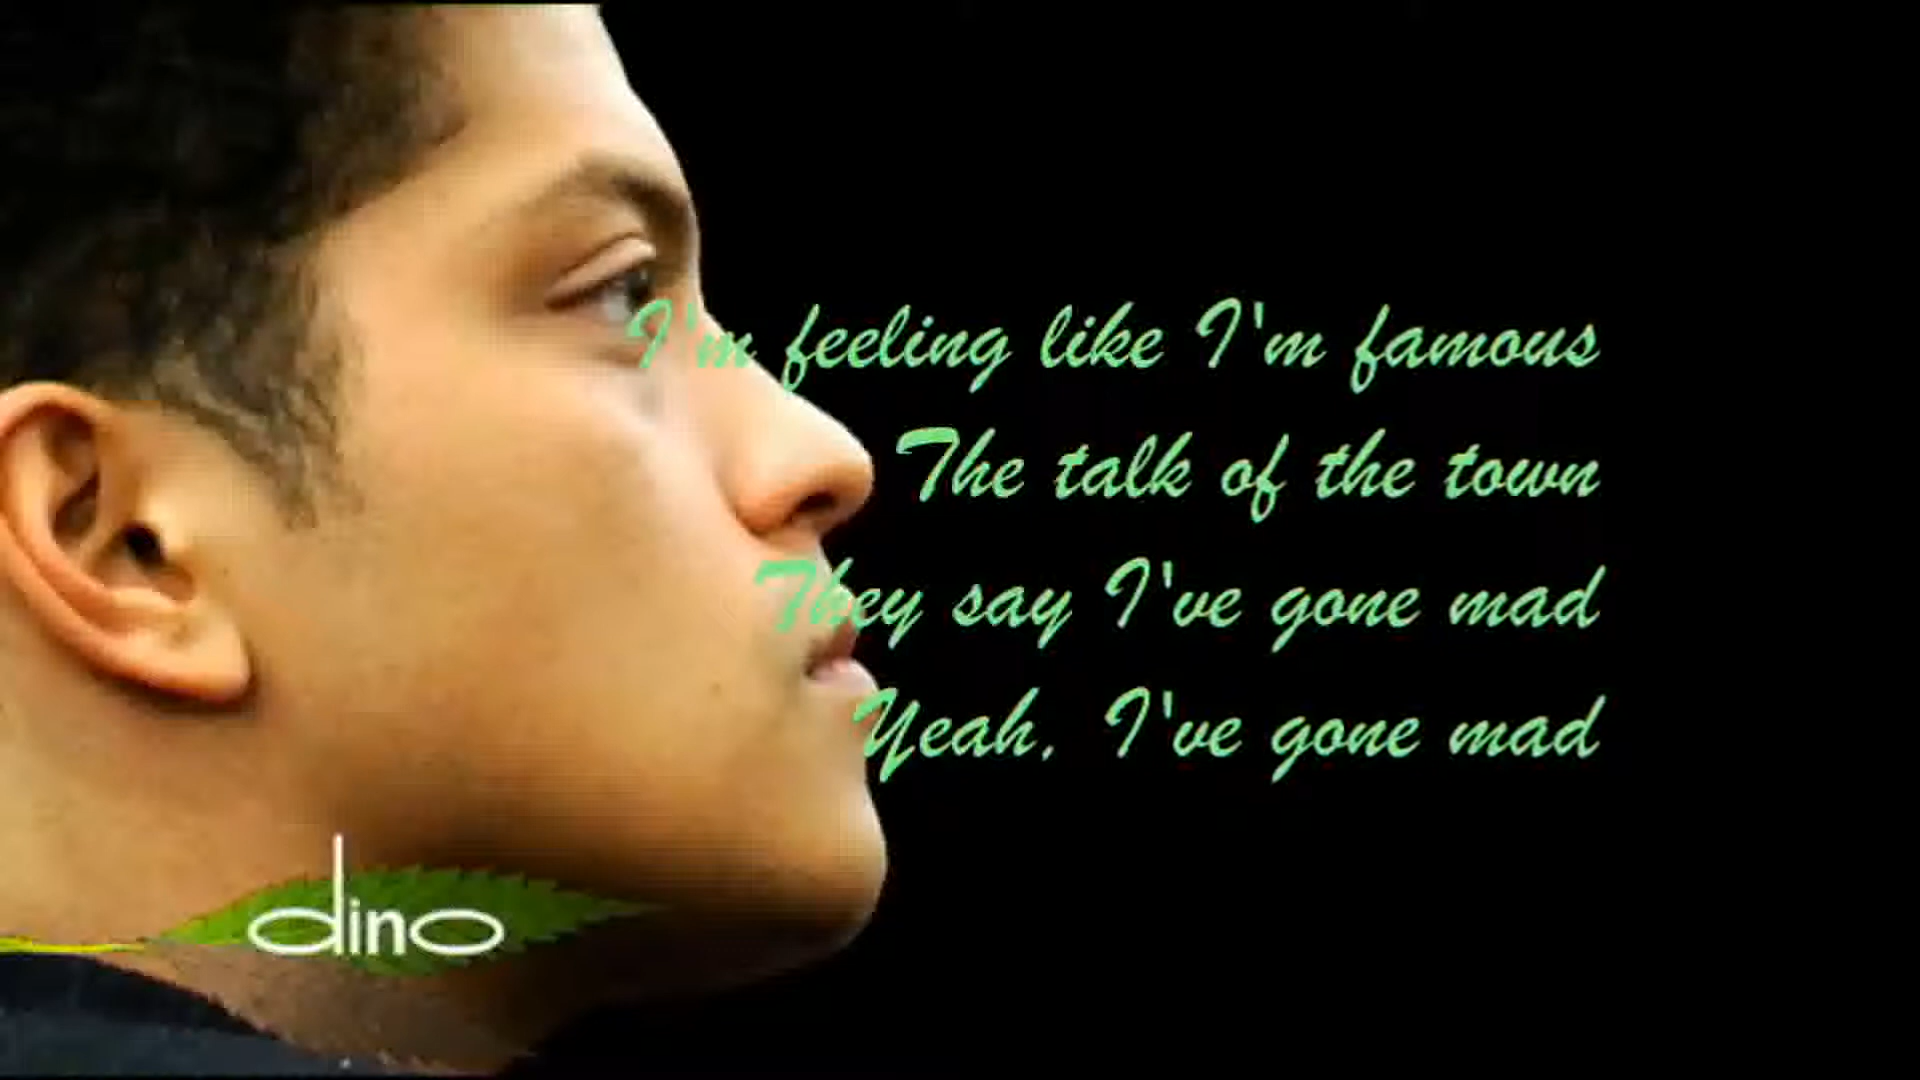 I'm feeling like I'm famous
The talk of the town
They say I've gone mad
Yeah, I've gone mad
dino